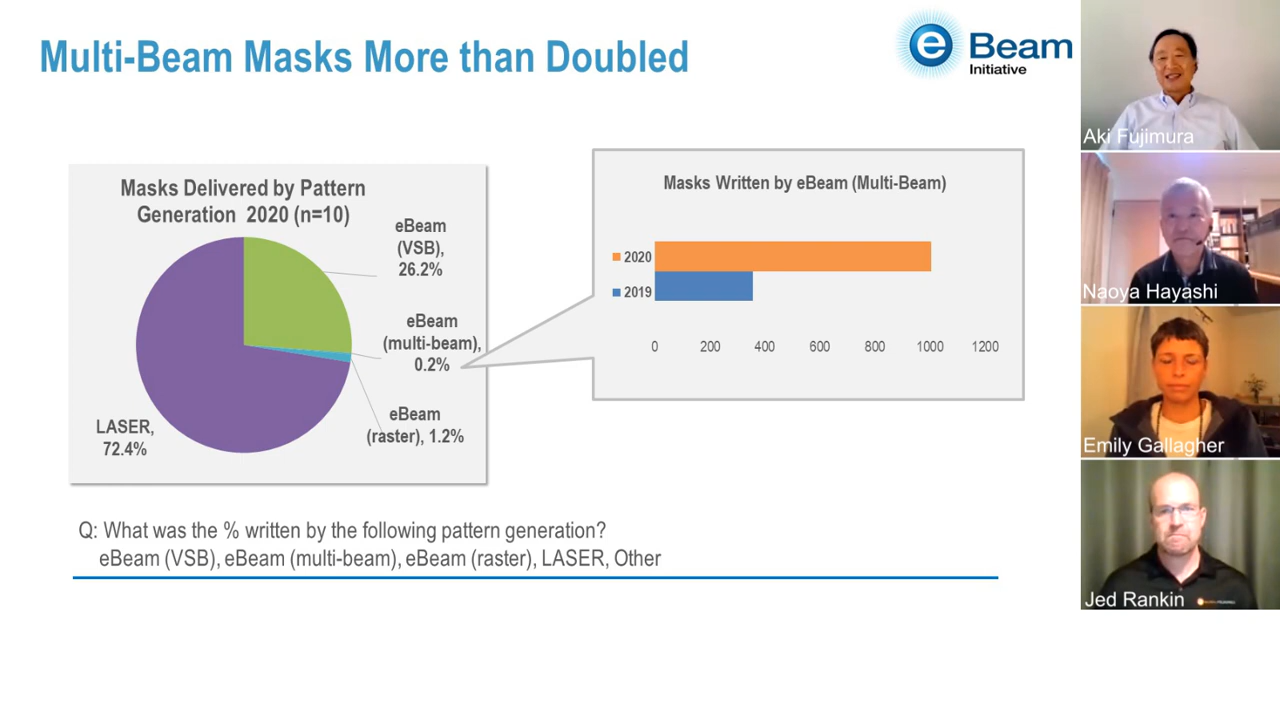 Multi-Beam Masks More than Doubled
e Beam
Initiative
Masks Delivered by Pattern
Generation 2020 (n=10)
eBeam
(VSB),
26.2%
eBeam
(multi-beam),
0.2%
eBeam
(raster), 1.2%
LASER,
72.4%
Masks Written by eBeam (Multi-Beam)
2020
2019
0 200 400 600 800 1000 1200
Q: What was the % written by the following pattern generation?
eBeam (VSB), eBeam (multi-beam), eBeam (raster), LASER, Other
Aki Fujimura
Naoya Hayashi
Emily Gallagher
Jed Rankin